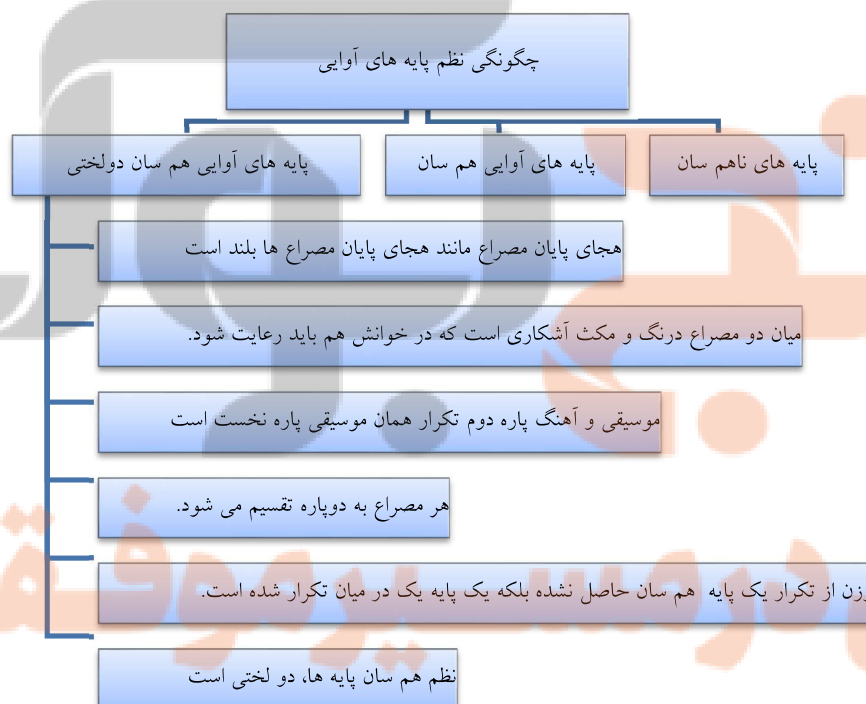 چگونگی نظم پایه های آوایی
پایه های ناهم سان
پایه های آوایی هم سان
پایه های آوایی هم سان دولختی
هجای پایان مصراع مانند هجای پایان مصراع ها بلند است
میان دو مصراع درنگ و مکث آشکاری است که در خوانش هم باید رعایت شود.
موسیقی و آهنگ پاره دوم تکرار همان موسیقی پاره نخست است
هر مصراع به دوپاره تقسیم می شود.
از تکرار یک پایه هم سان حاصل نشده بلکه یک پایه یک در میان تکرار شده است.
نظم هم سان پایه ها، دو لختی است
درمسیرموفق